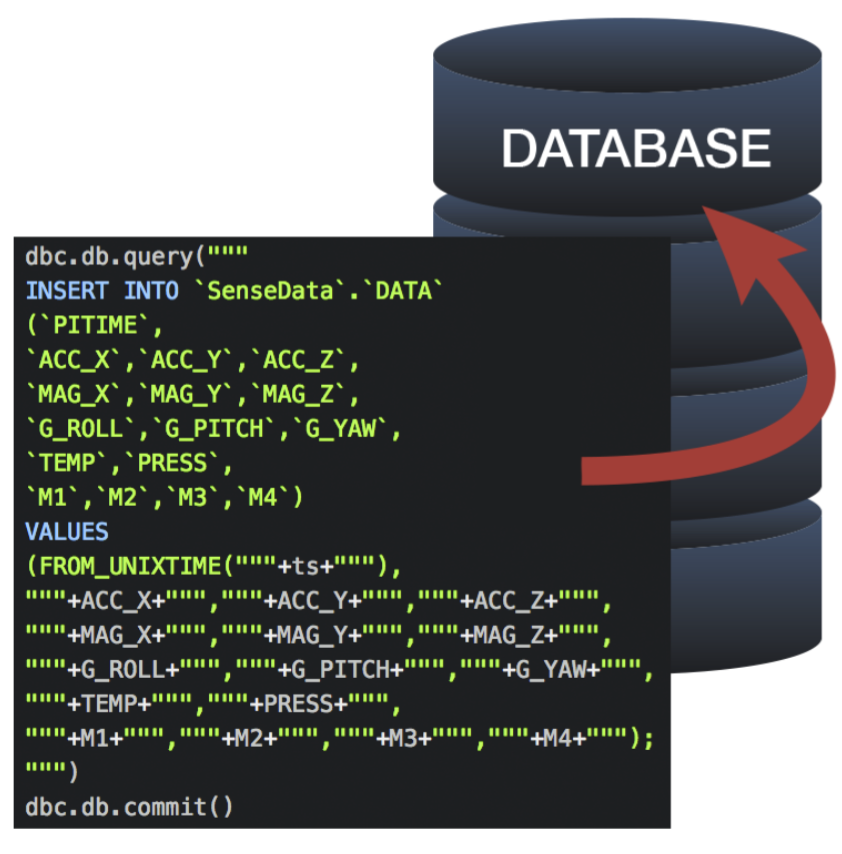 DATABASE
dbc.db.query("""
INSERT INTO `SenseData`.`DATA`
(`PITIME`,
`ACC_X`,`ACC_Y`,`ACC_Z`,
`MAG_X`,`MAG_Y`,`MAG_Z`,
`G_ROLL`,`G_PITCH`,`G_YAW`,
`TEMP`,`PRESS`,
`M1`,`M2`,`M3`,`M4`)
VALUES
(FROM_UNIXTIME("""+ts+"""),
"""+ACC_X+""","""+ACC_Y+""","""+ACC_Z+""",
"""+MAG_X+""","""+MAG_Y+""","""+MAG_Z+""",
"""+G_ROLL+""","""+G_PITCH+""","""+G_YAW+""",
"""+TEMP+""","""+PRESS+""",
"""+M1+""","""+M2+""","""+M3+""","""+M4+""");
""")
dbc.db.commit()